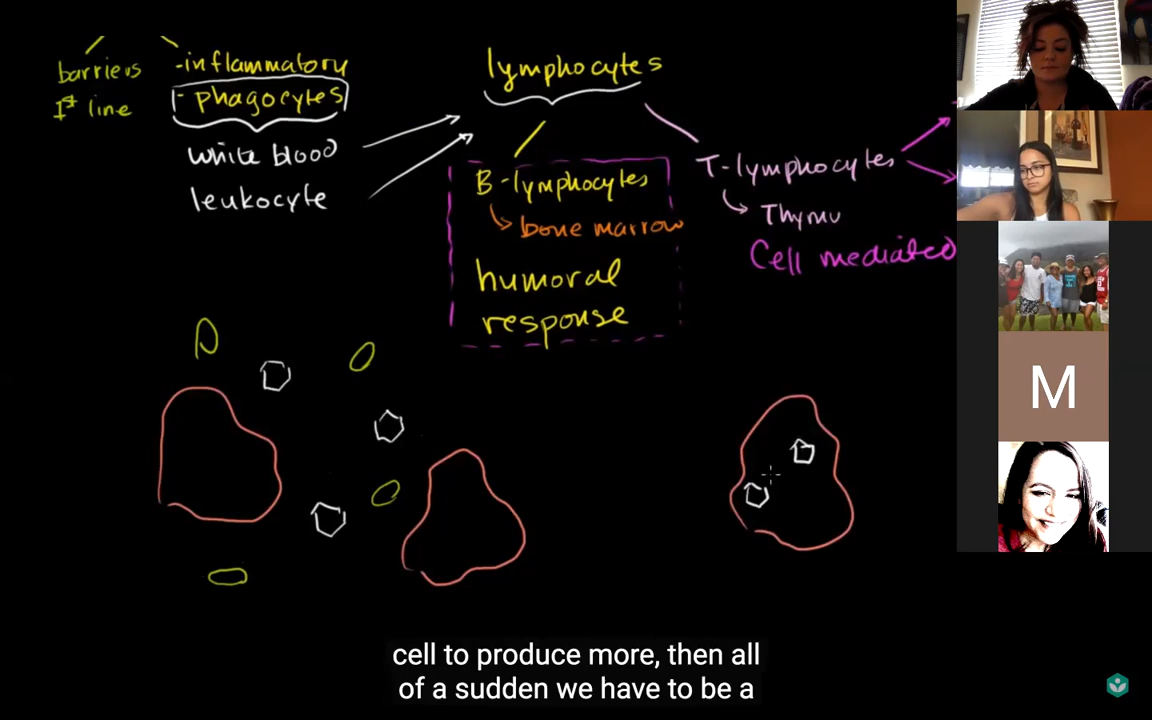 barriers
1st line
-inflammatory
- phagocytes
white blood
leukocyte
lymphocytes
B-lymphocytes
bone marrow
humoral
response
T-lymphocytes
Thymu
Cell mediated
M
cell to produce more, then all
of a sudden we have to be a